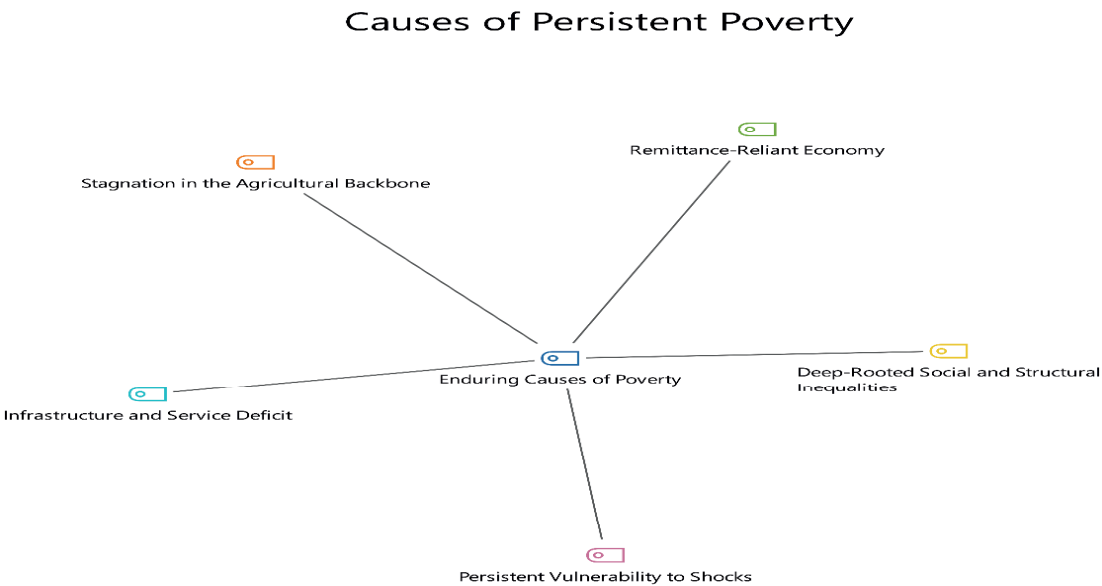 Causes of Persistent Poverty
Remittance-Reliant Economy
Stagnation in the Agricultural Backbone
Enduring Causes of Poverty
Deep-Rooted Social and Structural
Inequalities
Infrastructure and Service Deficit
Persistent Vulnerability to Shocks